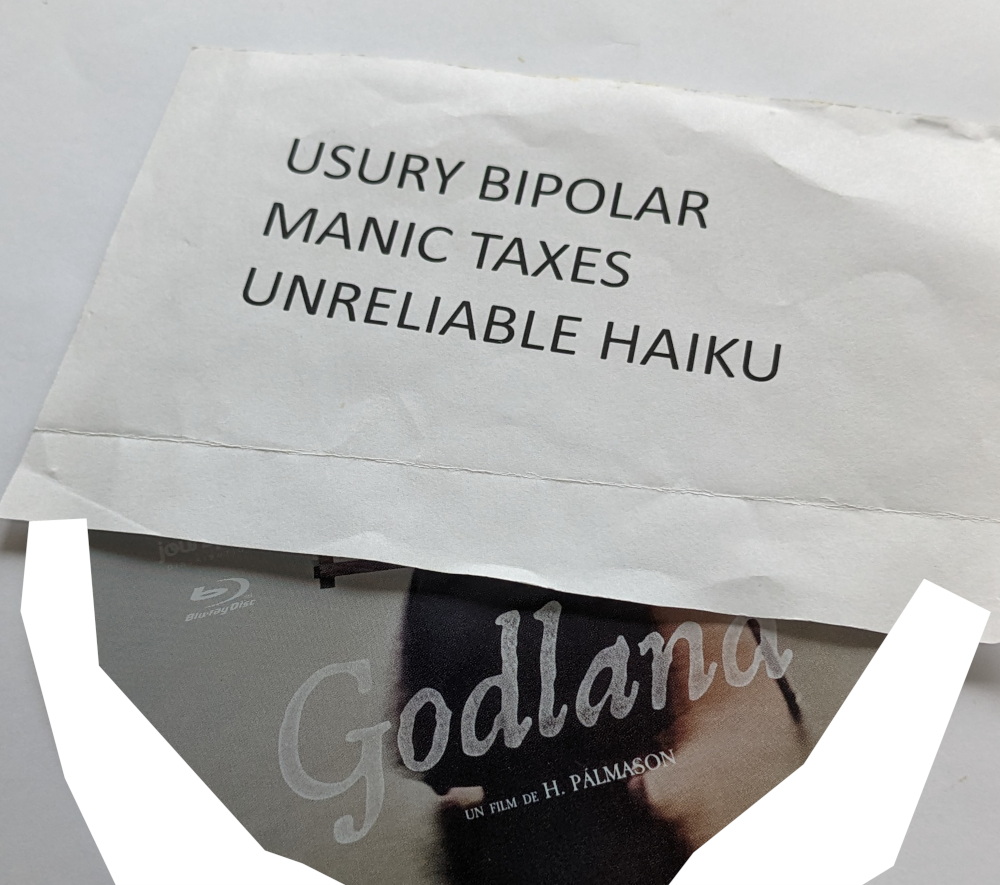 USURY BIPOLAR
MANIC TAXES
UNRELIABLE HAIKU
Blu-ray Disc
Godland
UN FILM DE H. PÁLMASON